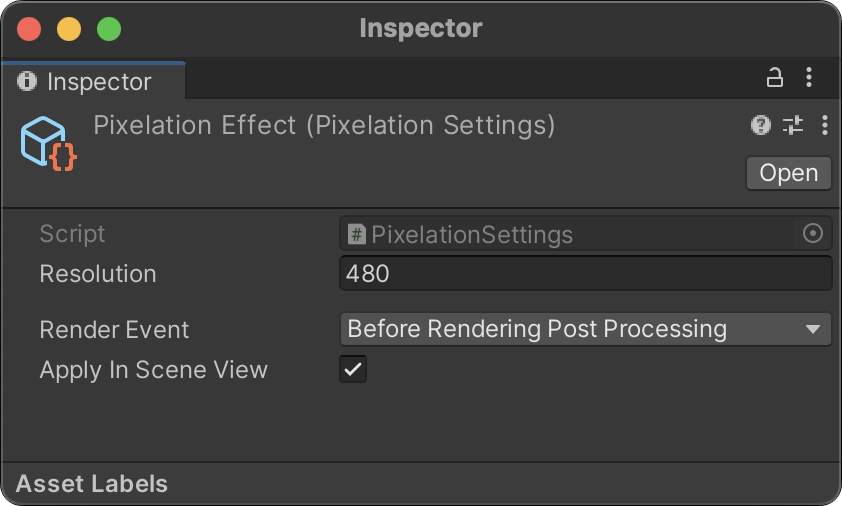 Inspector
Inspector
Pixelation Effect (Pixelation Settings)
Open
Script # PixelationSettings
Resolution 480
Render Event Before Rendering Post Processing
Apply In Scene View
Asset Labels